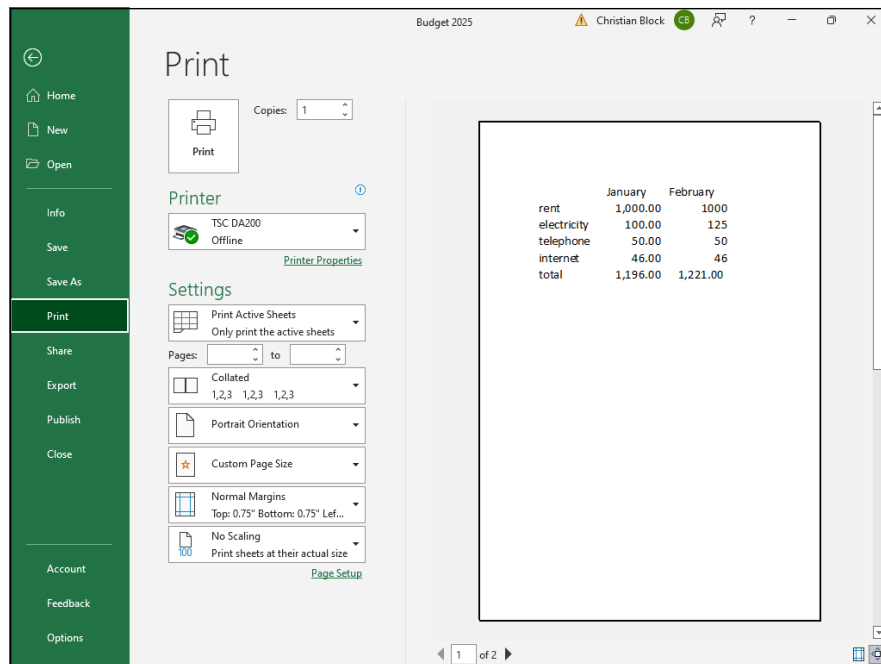 Budget 2025
Christian Block CB ?
Print
Home
New
Open
Info
Save
Save As
Print
Share
Export
Publish
Close
Account
Feedback
Options
Copies: 1
Print
Printer
TSC DA200
Offline
Printer Properties
Settings
Print Active Sheets
Only print the active sheets
Pages: to
Collated
1,2,3 1,2,3 1,2,3
Portrait Orientation
Custom Page Size
Normal Margins
Top: 0.75" Bottom: 0.75" Lef...
No Scaling
100 Print sheets at their actual size
Page Setup
January February
rent 1,000.00 1000
electricity 100.00 125
telephone 50.00 50
internet 46.00 46
total 1,196.00 1,221.00
1 of 2